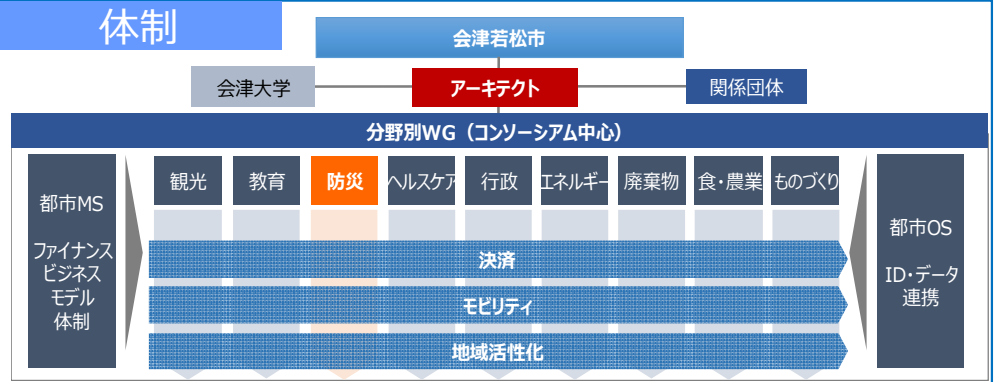 体制
会津若松市
会津大学
アーキテクト
関係団体
分野別WG（コンソーシアム中心）
都市MS
ファイナンス
ビジネス
モデル
体制
観光
教育
防災
ヘルスケア
行政
エネルギー
廃棄物
食・農業
ものづくり
決済
モビリティ
地域活性化
都市OS
ID・データ
連携